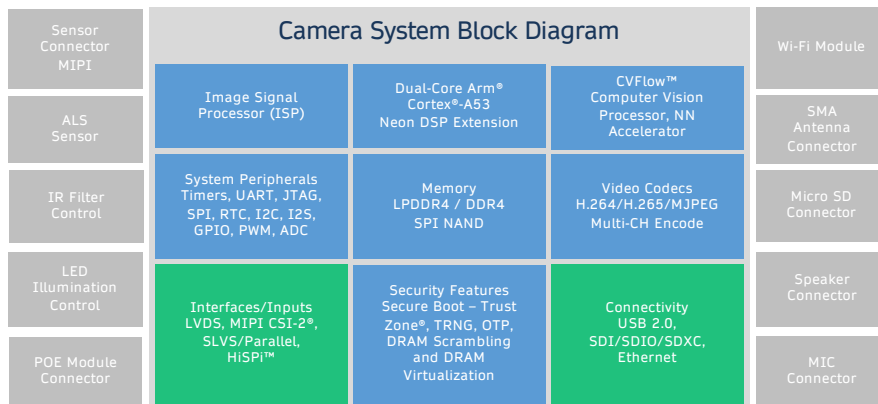 Camera System Block Diagram
Sensor
Connector
MIPI
ALS
Sensor
IR Filter
Control
LED
Illumination
Control
POE Module
Connector
Image Signal
Processor (ISP)
Dual-Core Arm®
Cortex®-A53
Neon DSP Extension
CVFlow™
Computer Vision
Processor, NN
Accelerator
System Peripherals
Timers, UART, JTAG,
SPI, RTC, I2C, I2S,
GPIO, PWM, ADC
Memory
LPDDR4 / DDR4
SPI NAND
Video Codecs
H.264/H.265/MJPEG
Multi-CH Encode
Interfaces/Inputs
LVDS, MIPI CSI-2®,
SLVS/Parallel,
HiSPi™
Security Features
Secure Boot – Trust
Zone®, TRNG, OTP,
DRAM Scrambling
and DRAM
Virtualization
Connectivity
USB 2.0,
SDI/SDIO/SDXC,
Ethernet
Wi-Fi Module
SMA
Antenna
Connector
Micro SD
Connector
Speaker
Connector
MIC
Connector